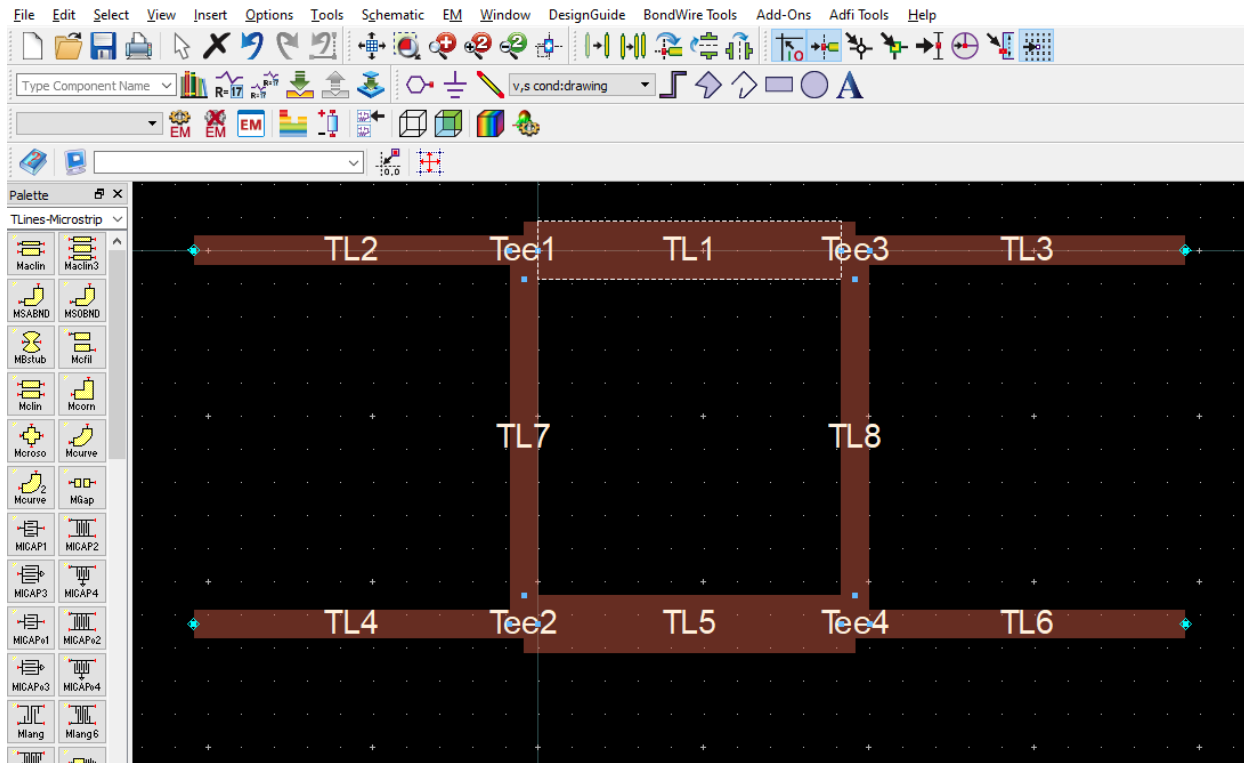 File Edit Select View Insert Options Tools Schematic EM Window DesignGuide BondWire Tools Add-Ons Adfi Tools Help
Type Component Name R=17 R=17 v,s cond:drawing A
EM EM EM
0,0
Palette
TLines-Microstrip
Maclin Maclin3
MSABND MSOBND
MBstub Mcfil
Mclin Mcorn
Mcroso Mcurve
Mcurve 2 MGap
MICAP1 MICAP2
MICAP3 MICAP4
MICAPo1 MICAPo2
MICAPo3 MICAPo4
Mlang Mlang6
TL2 Tee1 TL1 Tee3 TL3
TL7 TL8
TL4 Tee2 TL5 Tee4 TL6